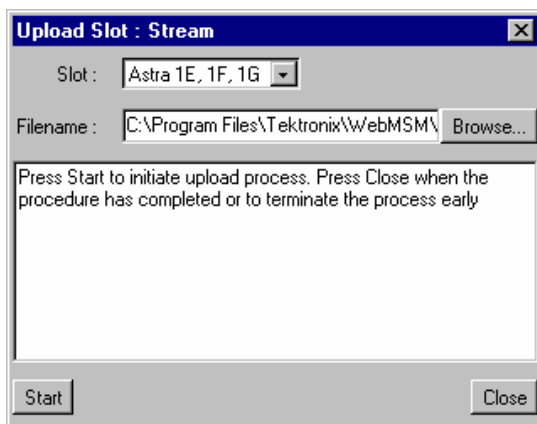 Upload Slot : Stream
Slot : Astra 1E, 1F, 1G
Filename : C:\Program Files\Tektronix\WebMSM\ Browse...
Press Start to initiate upload process. Press Close when the
procedure has completed or to terminate the process early
Start Close